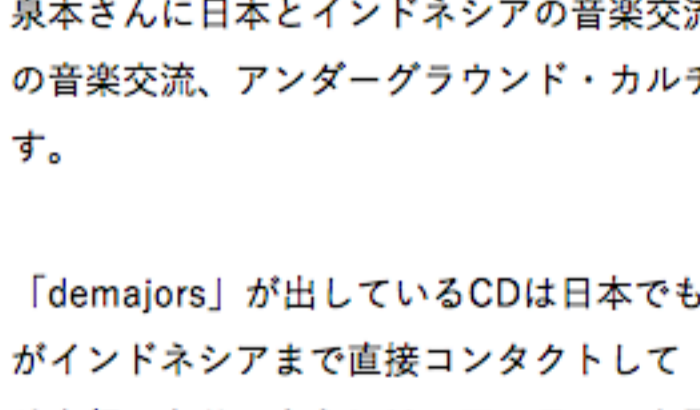 泉本さんに日本とインドネシアの音楽交流
の音楽交流、アンダーグラウンド・カルチ
す。
「demajors」が出しているCDは日本でも
がインドネシアまで直接コンタクトして